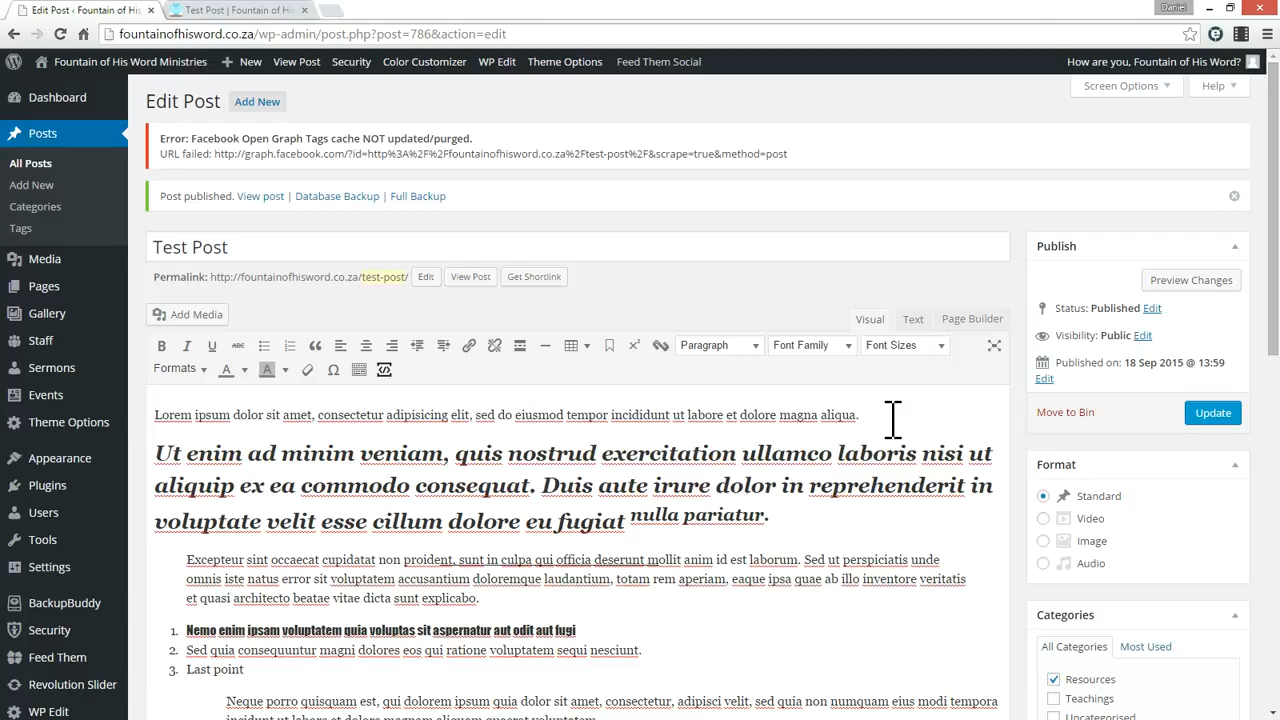 Daniel
Edit Post ‹ Fountain of His
Test Post | Fountain of His
fountainofhisword.co.za/wp-admin/post.php?post=786&action=edit
Fountain of His Word Ministries
New
View Post
Security
Color Customizer
WP Edit
Theme Options
Feed Them Social
How are you, Fountain of His Word?
Screen Options
Help
Dashboard
Posts
All Posts
Add New
Categories
Tags
Media
Pages
Gallery
Staff
Sermons
Events
Testimonies
Appearance
Plugins
Users
Tools
Settings
BackupBuddy
Security
Feed Them
Revolution Slider
WP Edit
Edit Post
Add New
Error: Facebook Open Graph Tags cache NOT updated/purged.
URL failed: http://graph.facebook.com/?id=http%3A%2F%2Ffountainofhisword.co.za%2Ftest-post%2F&scrape=true&method=post
Post published. View post | Database Backup | Full Backup
Test Post
Permalink: http://fountainofhisword.co.za/test-post/
Edit
View Post
Get Shortlink
Add Media
Visual
Text
Page Builder
B
I
U
ABC
Paragraph
Font Family
Font Sizes
Formats
A
A
Lorem ipsum dolor sit amet, consectetur adipisicing elit, sed do eiusmod tempor incididunt ut labore et dolore magna aliqua.
Ut enim ad minim veniam, quis nostrud exercitation ullamco laboris nisi ut
aliquip ex ea commodo consequat. Duis aute irure dolor in reprehenderit in
voluptate velit esse cillum dolore eu fugiat nulla pariatur.
Excepteur sint occaecat cupidatat non proident, sunt in culpa qui officia deserunt mollit anim id est laborum. Sed ut perspiciatis unde
omnis iste natus error sit voluptatem accusantium doloremque laudantium, totam rem aperiam, eaque ipsa quae ab illo inventore veritatis
et quasi architecto beatae vitae dicta sunt explicabo.
1. Nemo enim ipsam voluptatem quia voluptas sit aspernatur aut odit aut fugi
2. Sed quia consequuntur magni dolores eos qui ratione voluptatem sequi nesciunt.
3. Last point
Neque porro quisquam est, qui dolorem ipsum quia dolor sit amet, consectetur, adipisci velit, sed quia non numquam eius modi tempora
incidunt ut labore et dolore magnam aliquam quaerat voluptatem.
Publish
Preview Changes
Status: Published Edit
Visibility: Public Edit
Published on: 18 Sep 2015 @ 13:59
Edit
Move to Bin
Update
Format
Standard
Video
Image
Audio
Categories
All Categories
Most Used
Resources
Teachings
Uncategorised